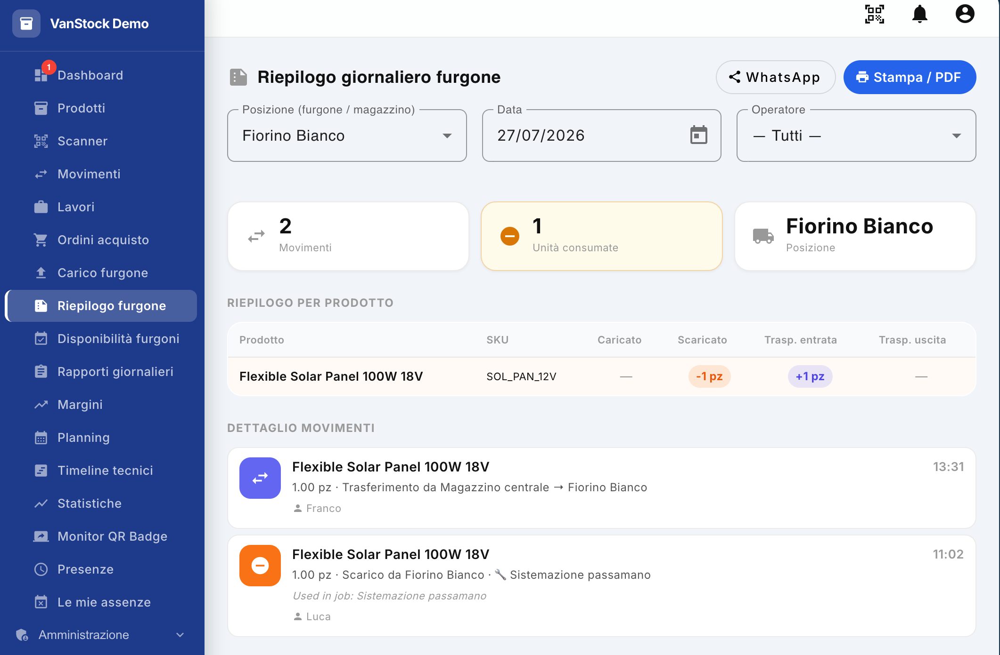 VanStock Demo
1
Dashboard
Prodotti
Scanner
Movimenti
Lavori
Ordini acquisto
Carico furgone
Riepilogo furgone
Disponibilità furgoni
Rapporti giornalieri
Margini
Planning
Timeline tecnici
Statistiche
Monitor QR Badge
Presenze
Le mie assenze
Amministrazione
Riepilogo giornaliero furgone
WhatsApp
Stampa / PDF
Posizione (furgone / magazzino)
Fiorino Bianco
Data
27/07/2026
Operatore
— Tutti —
2
Movimenti
1
Unità consumate
Fiorino Bianco
Posizione
RIEPILOGO PER PRODOTTO
Prodotto SKU Caricato Scaricato Trasp. entrata Trasp. uscita
Flexible Solar Panel 100W 18V SOL_PAN_12V — -1 pz +1 pz —
DETTAGLIO MOVIMENTI
Flexible Solar Panel 100W 18V 13:31
1.00 pz · Trasferimento da Magazzino centrale → Fiorino Bianco
Franco
Flexible Solar Panel 100W 18V 11:02
1.00 pz · Scarico da Fiorino Bianco · 🔧 Sistemazione passamano
Used in job: Sistemazione passamano
Luca